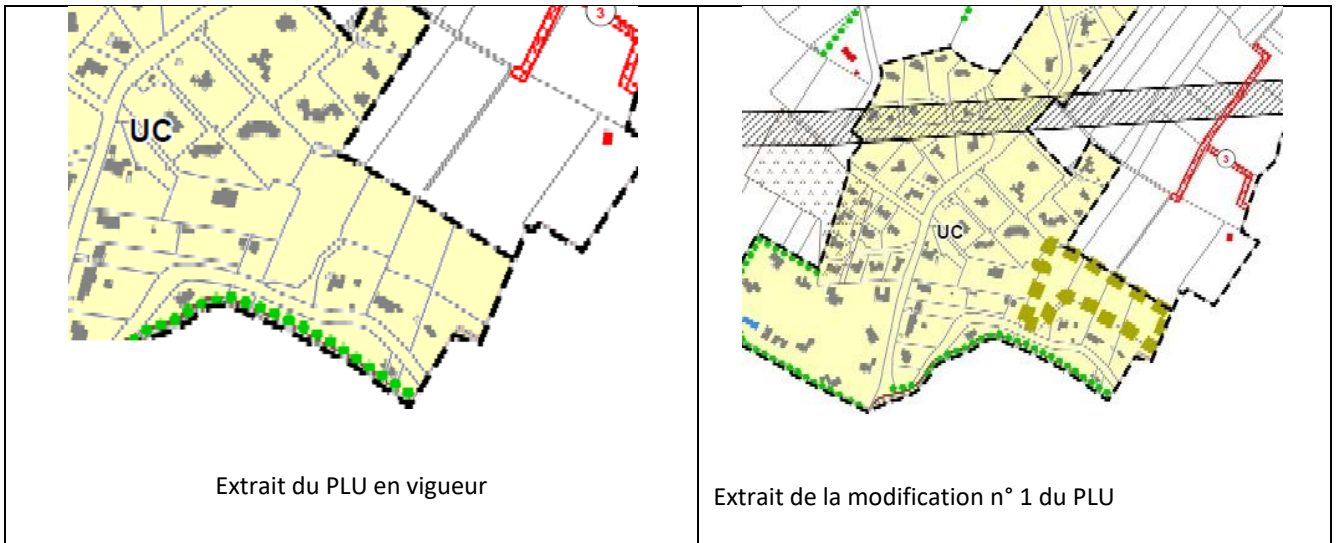 3
UC
Extrait du PLU en vigueur
3
UC
Extrait de la modification n° 1 du PLU